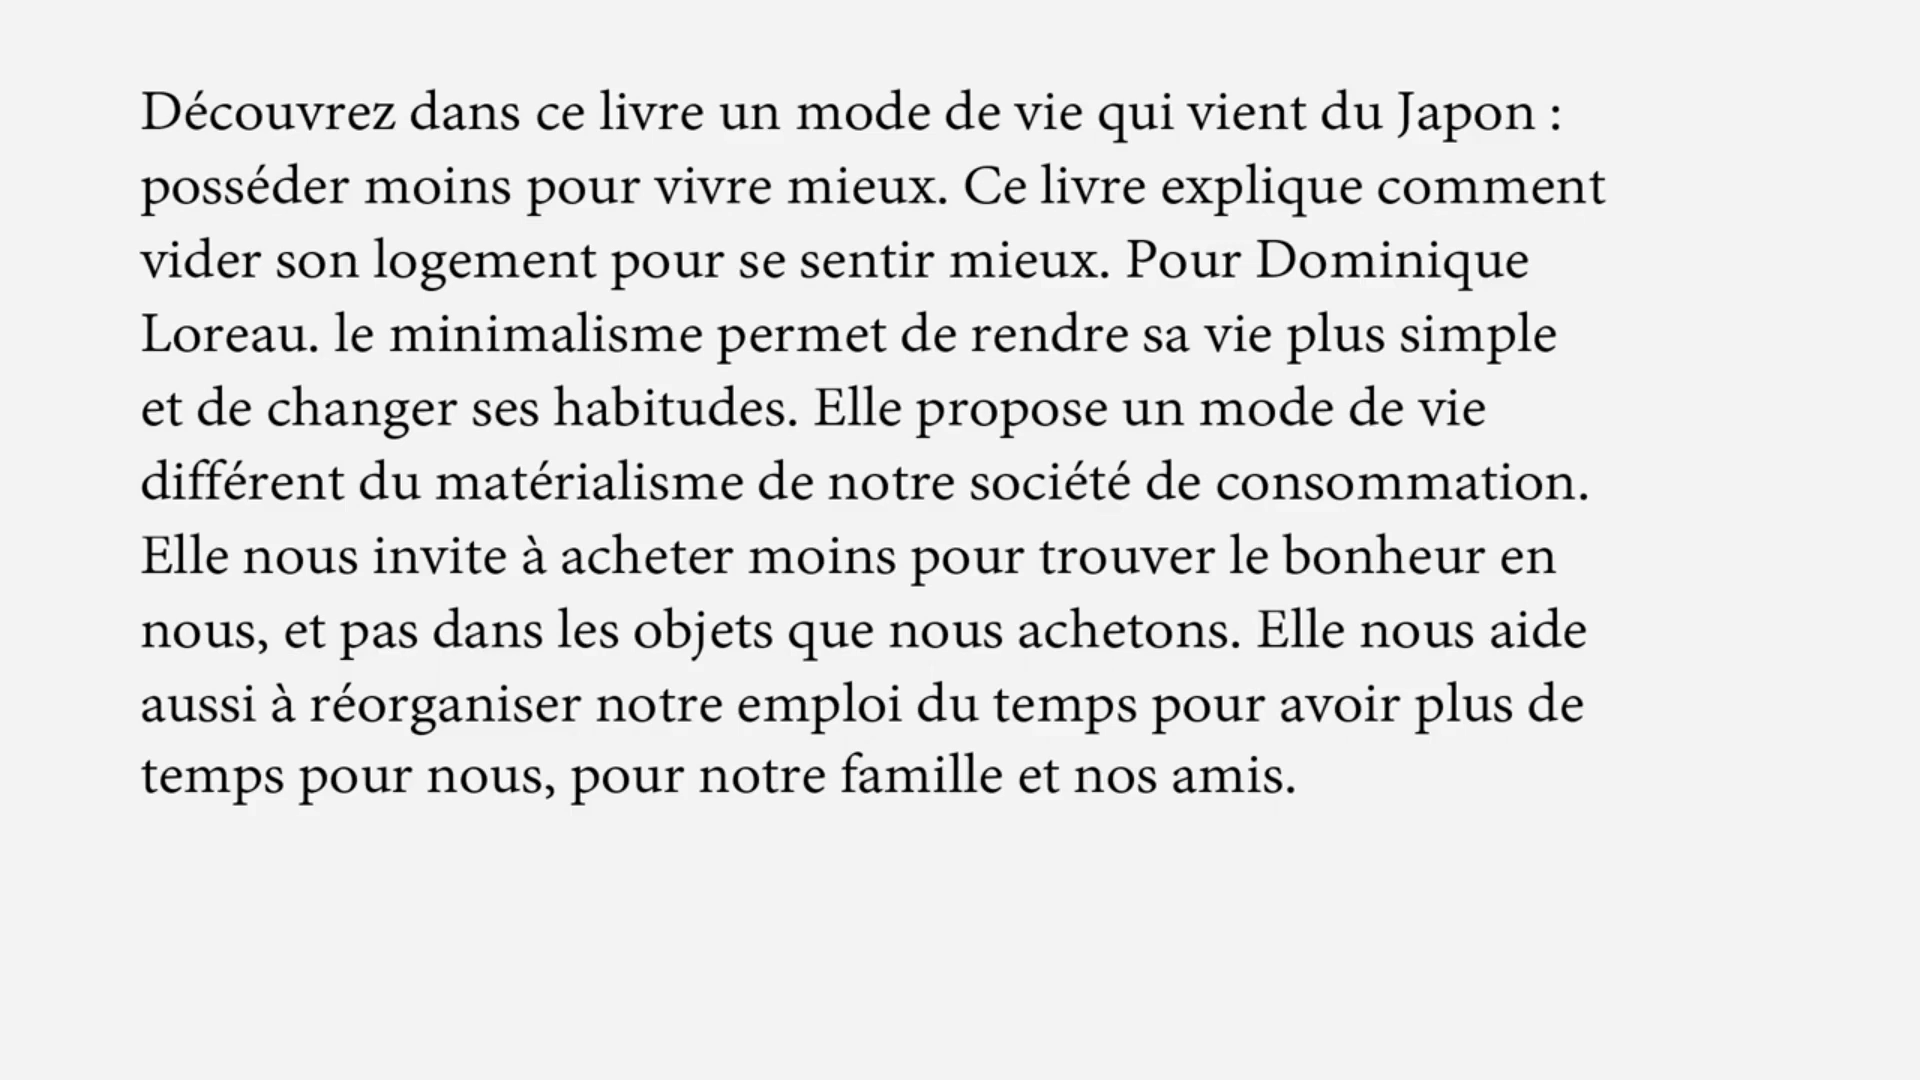 Découvrez dans ce livre un mode de vie qui vient du Japon :
posséder moins pour vivre mieux. Ce livre explique comment
vider son logement pour se sentir mieux. Pour Dominique
Loreau. le minimalisme permet de rendre sa vie plus simple
et de changer ses habitudes. Elle propose un mode de vie
différent du matérialisme de notre société de consommation.
Elle nous invite à acheter moins pour trouver le bonheur en
nous, et pas dans les objets que nous achetons. Elle nous aide
aussi à réorganiser notre emploi du temps pour avoir plus de
temps pour nous, pour notre famille et nos amis.